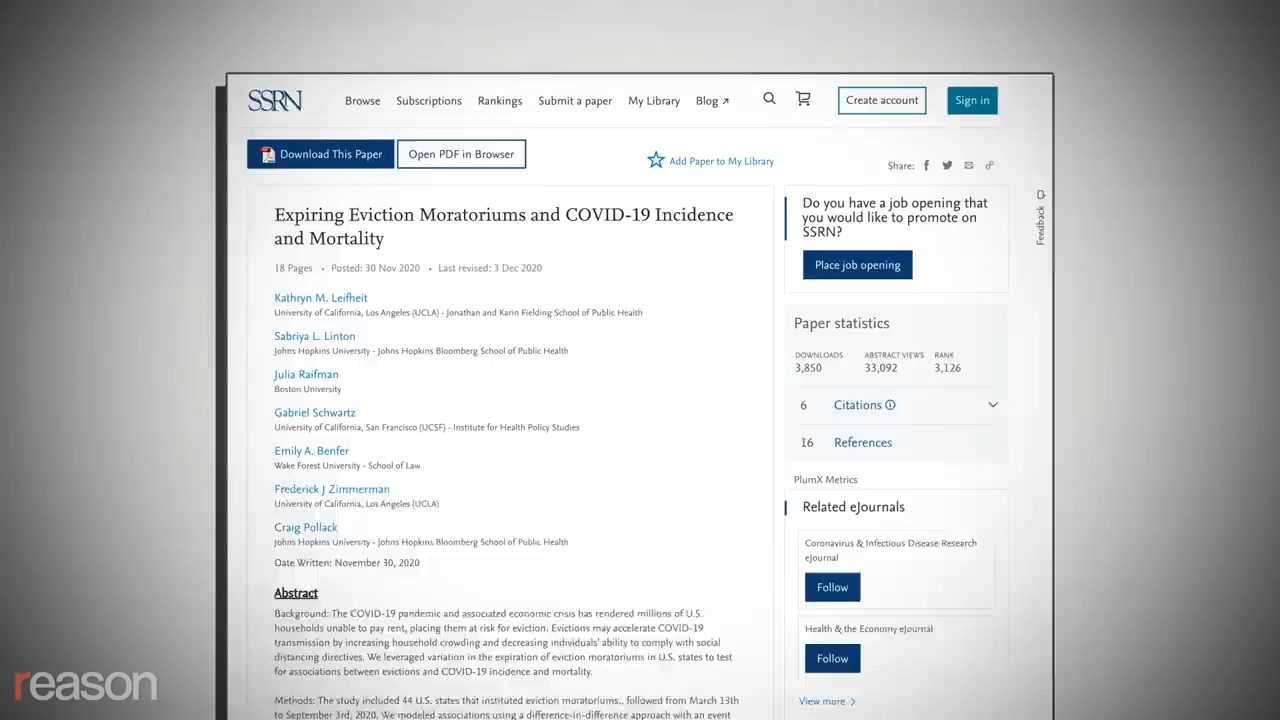 SSRN
Browse Subscriptions Rankings Submit a paper My Library Blog ↗
Create account
Sign in
Download This Paper
Open PDF in Browser
Add Paper to My Library
Share:
Expiring Eviction Moratoriums and COVID-19 Incidence
and Mortality
18 Pages • Posted: 30 Nov 2020 • Last revised: 3 Dec 2020
Kathryn M. Leifheit
University of California, Los Angeles (UCLA) - Jonathan and Karin Fielding School of Public Health
Sabriya L. Linton
Johns Hopkins University - Johns Hopkins Bloomberg School of Public Health
Julia Raifman
Boston University
Gabriel Schwartz
University of California, San Francisco (UCSF) - Institute for Health Policy Studies
Emily A. Benfer
Wake Forest University - School of Law
Frederick J Zimmerman
University of California, Los Angeles (UCLA)
Craig Pollack
Johns Hopkins University - Johns Hopkins Bloomberg School of Public Health
Date Written: November 30, 2020
Abstract
Background: The COVID-19 pandemic and associated economic crisis has rendered millions of U.S.
households unable to pay rent, placing them at risk for eviction. Evictions may accelerate COVID-19
transmission by increasing household crowding and decreasing individuals' ability to comply with social
distancing directives. We leveraged variation in the expiration of eviction moratoriums in U.S. states to test
for associations between evictions and COVID-19 incidence and mortality.
Methods: The study included 44 U.S. states that instituted eviction moratoriums., followed from March 13th
to September 3rd, 2020. We modeled associations using a difference-in-difference approach with an event
Do you have a job opening that
you would like to promote on
SSRN?
Place job opening
Feedback
Paper statistics
DOWNLOADS ABSTRACT VIEWS RANK
3,850 33,092 3,126
6 Citations
16 References
PlumX Metrics
Related eJournals
Coronavirus & Infectious Disease Research
eJournal
Follow
Health & the Economy eJournal
Follow
View more >
reason